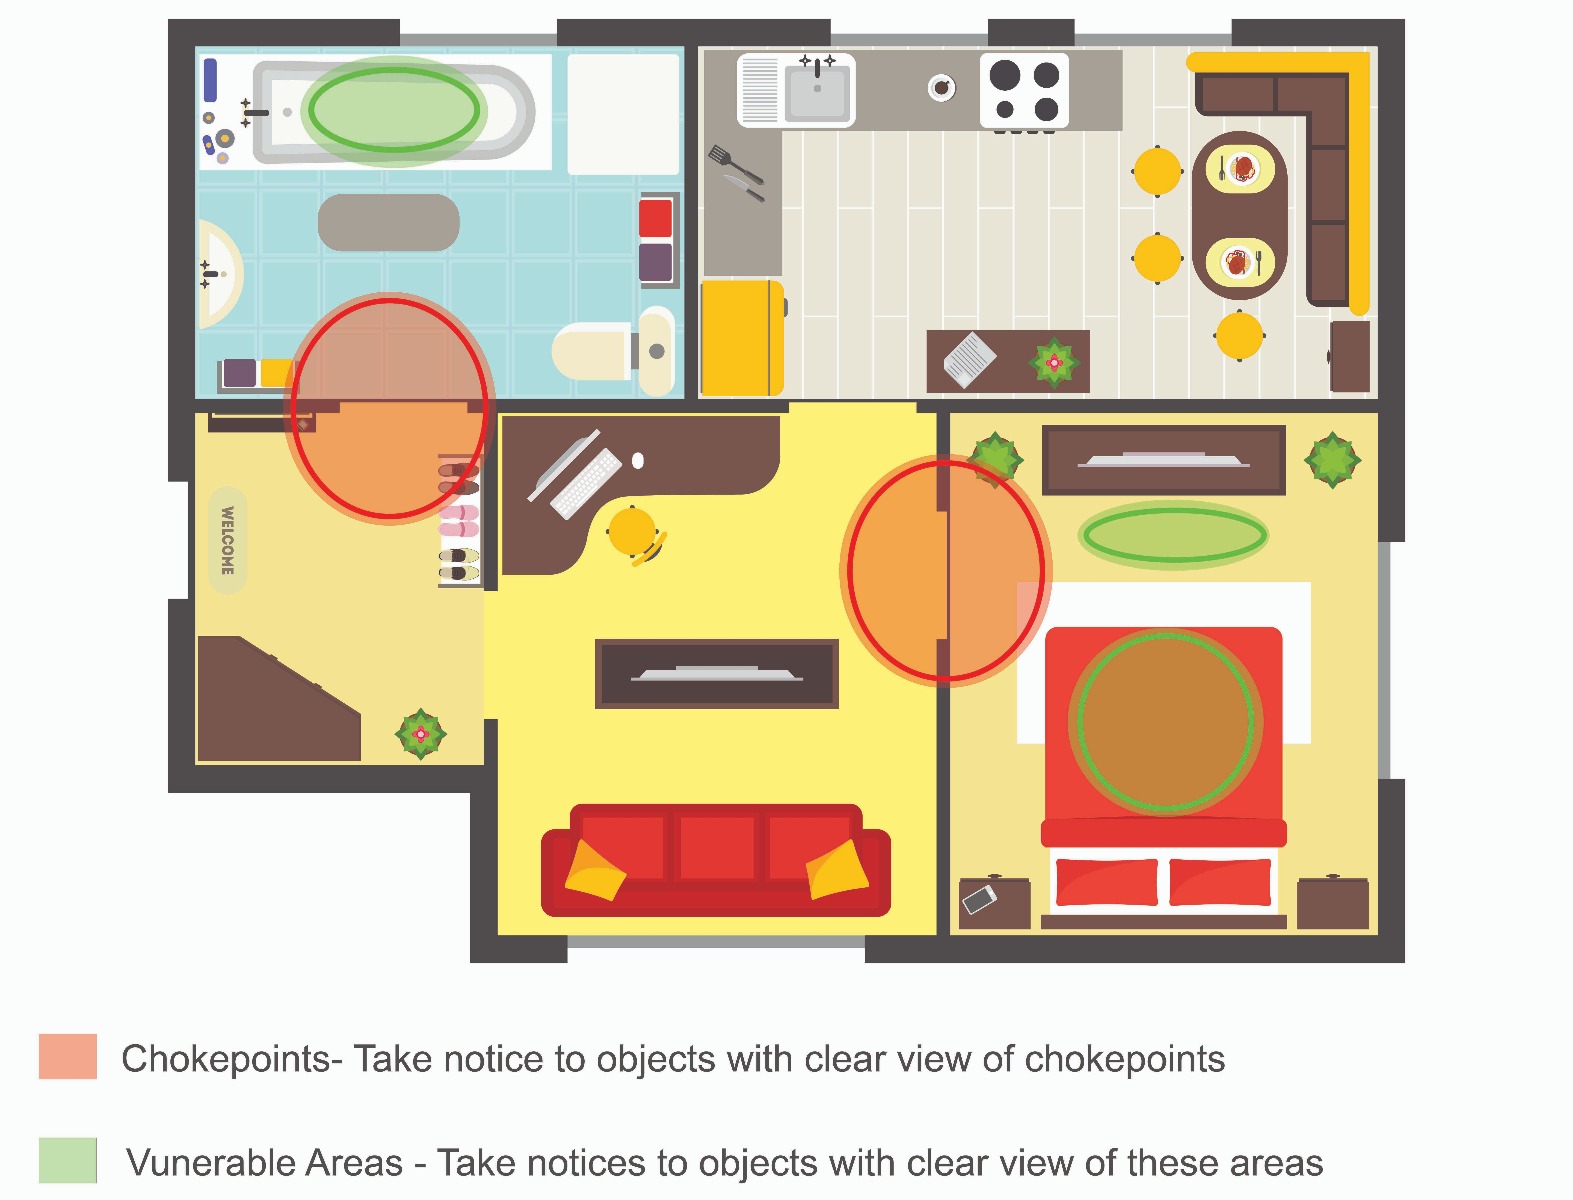 WELCOME
Chokepoints- Take notice to objects with clear view of chokepoints
Vunerable Areas - Take notices to objects with clear view of these areas